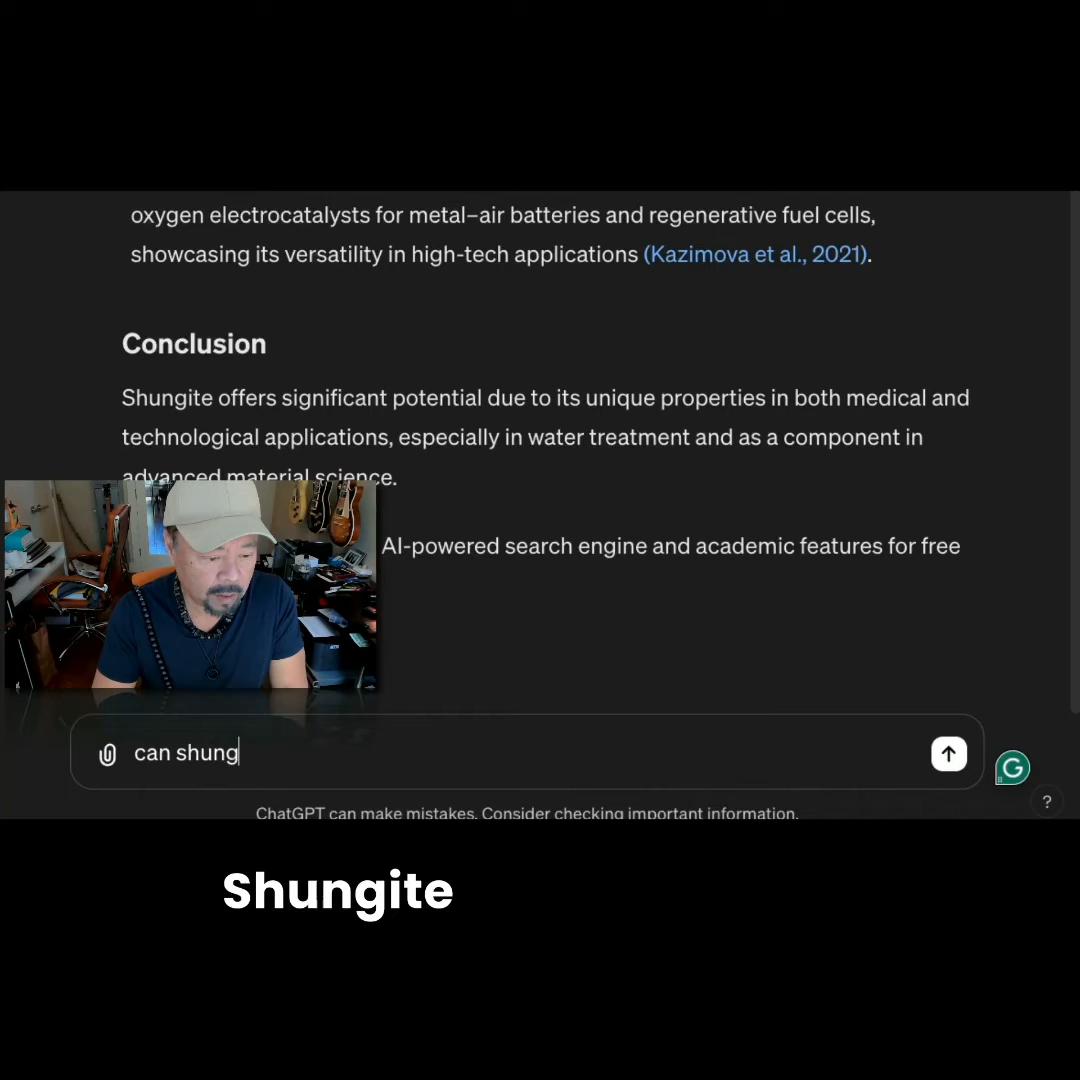 oxygen electrocatalysts for metal–air batteries and regenerative fuel cells,
showcasing its versatility in high-tech applications (Kazimova et al., 2021).
Conclusion
Shungite offers significant potential due to its unique properties in both medical and
technological applications, especially in water treatment and as a component in
advanced material science.
AI-powered search engine and academic features for free
can shung
G
?
ChatGPT can make mistakes. Consider checking important information.
Shungite